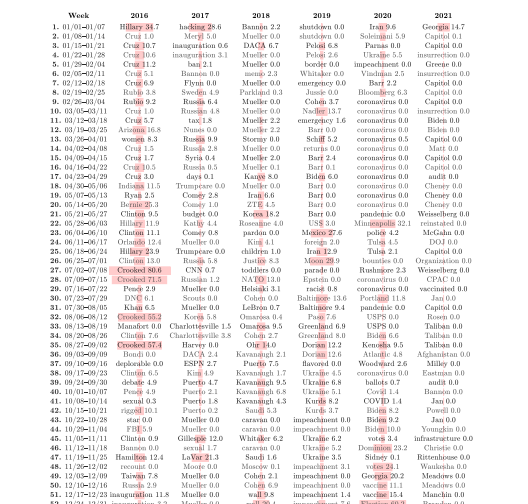 Week 2016 2017 2018 2019 2020 2021
1. 01/01–01/07 Hillary 34.7 hacking 28.6 Bannon 2.2 shutdown 0.0 Iran 9.6 Georgia 14.7
2. 01/08–01/14 Cruz 1.0 Meryl 5.0 Mueller 0.0 shutdown 0.0 Soleimani 5.9 Capitol 0.1
3. 01/15–01/21 Cruz 10.7 inauguration 0.6 DACA 6.7 Pelosi 6.8 Parnas 0.0 Capitol 0.0
4. 01/22–01/28 Cruz 10.6 inauguration 3.1 Mueller 0.0 Pelosi 2.6 Ukraine 5.5 insurrection 0.0
5. 01/29–02/04 Cruz 11.2 ban 2.1 Mueller 0.0 border 0.0 impeachment 0.0 Greene 0.0
6. 02/05–02/11 Cruz 5.1 Bannon 0.0 memo 2.3 Whitaker 0.0 Vindman 2.5 insurrection 0.0
7. 02/12–02/18 Cruz 6.9 Flynn 0.0 Mueller 0.0 emergency 0.0 Barr 2.2 Capitol 0.0
8. 02/19–02/25 Rubio 3.8 Sweden 4.9 Parkland 0.3 Jussie 0.0 Bloomberg 6.3 Capitol 0.0
9. 02/26–03/04 Rubio 9.2 Russia 6.4 Mueller 0.0 Cohen 3.7 coronavirus 0.0 insurrection 0.0
10. 03/05–03/11 Cruz 1.0 Russian 4.8 Mueller 0.0 Nadler 13.7 coronavirus 0.0 insurrection 0.0
11. 03/12–03/18 Cruz 5.7 tax 1.8 Mueller 2.2 emergency 1.6 coronavirus 0.0 Biden 0.0
12. 03/19–03/25 Arizona 16.8 Nunes 0.0 Mueller 2.2 Barr 0.0 coronavirus 0.0 Biden 0.0
13. 03/26–04/01 women 8.3 Russia 9.9 Stormy 0.0 Schiff 5.2 coronavirus 0.5 Capitol 0.0
14. 04/02–04/08 Cruz 1.5 Russia 2.8 Mueller 0.0 returns 0.0 coronavirus 0.0 Matt 0.0
15. 04/09–04/15 Cruz 1.7 Syria 0.4 Mueller 2.0 Barr 2.4 coronavirus 0.0 Capitol 0.0
16. 04/16–04/22 Cruz 10.5 Russia 0.5 Mueller 0.1 Barr 0.0 coronavirus 0.0 Capitol 0.0
17. 04/23–04/29 Cruz 3.0 days 0.1 Kanye 8.0 Biden 6.0 coronavirus 0.0 audit 0.0
18. 04/30–05/06 Indiana 11.5 Trumpcare 0.0 Mueller 0.0 Barr 0.0 coronavirus 0.0 Cheney 0.0
19. 05/07–05/13 Ryan 2.5 Comey 2.8 Iran 6.6 Barr 0.0 coronavirus 0.0 Cheney 0.0
20. 05/14–05/20 Bernie 25.3 Comey 1.0 ZTE 4.5 Barr 0.0 coronavirus 0.0 Cheney 0.0
21. 05/21–05/27 Clinton 9.5 budget 0.0 Korea 18.2 Barr 0.0 pandemic 0.0 Weisselberg 0.0
22. 05/28–06/03 Hillary 11.9 Kathy 4.4 Roseanne 4.0 USS 3.0 Minneapolis 32.1 reinstated 0.0
23. 06/04–06/10 Clinton 11.1 Comey 0.8 pardon 0.0 Mexico 27.6 police 4.2 McGahn 0.0
24. 06/11–06/17 Orlando 12.4 Mueller 0.0 Kim 4.1 foreign 2.0 Tulsa 4.5 DOJ 0.0
25. 06/18–06/24 Hillary 23.9 Trumpcare 0.0 children 1.0 Iran 12.9 Tulsa 2.1 Capitol 0.0
26. 06/25–07/01 Clinton 13.0 Russia 5.8 Justice 8.3 Moon 29.9 bounties 0.0 Organization 0.0
27. 07/02–07/08 Crooked 80.6 CNN 0.7 toddlers 0.0 parade 0.0 Rushmore 2.3 Weisselberg 0.0
28. 07/09–07/15 Crooked 71.5 Russian 1.2 NATO 13.0 Epstein 0.0 coronavirus 0.0 CPAC 0.0
29. 07/16–07/22 Pence 2.9 Mueller 0.0 Helsinki 3.1 racist 0.8 coronavirus 0.0 vaccinated 0.0
30. 07/23–07/29 DNC 6.1 Scouts 0.0 Cohen 0.0 Baltimore 13.6 Portland 11.8 Jan 0.0
31. 07/30–08/05 Khan 6.5 Mueller 0.0 LeBron 0.7 Baltimore 9.4 pandemic 0.0 Capitol 0.0
32. 08/06–08/12 Crooked 55.2 Korea 5.8 Omarosa 0.4 Paso 7.6 USPS 0.0 Rosen 0.0
33. 08/13–08/19 Manafort 0.0 Charlottesville 1.5 Omarosa 9.5 Greenland 6.9 USPS 0.0 Taliban 0.0
34. 08/20–08/26 Clinton 7.6 Charlottesville 3.8 Cohen 2.7 Greenland 8.0 Biden 6.6 Taliban 0.0
35. 08/27–09/02 Crooked 57.4 Harvey 0.0 Ohr 14.0 Dorian 12.2 Kenosha 9.5 Taliban 0.0
36. 09/03–09/09 Bondi 0.0 DACA 2.4 Kavanaugh 2.1 Dorian 12.6 Atlantic 4.8 Afghanistan 0.0
37. 09/10–09/16 deplorable 0.0 ESPN 2.7 Puerto 7.5 flavored 0.0 Woodward 2.6 Milley 0.0
38. 09/17–09/23 Clinton 6.5 Kim 4.9 Kavanaugh 1.7 Ukraine 4.5 coronavirus 0.0 Eastman 0.0
39. 09/24–09/30 debate 4.9 Puerto 4.7 Kavanaugh 9.5 Ukraine 6.8 ballots 0.7 audit 0.0
40. 10/01–10/07 Pence 4.9 Puerto 2.1 Kavanaugh 6.8 Ukraine 5.1 Covid 1.4 Bannon 0.0
41. 10/08–10/14 sexual 0.3 Puerto 1.8 Kavanaugh 4.3 Kurds 8.2 COVID 1.4 Jan 0.0
42. 10/15–10/21 rigged 10.1 Puerto 0.2 Saudi 5.3 Kurds 3.7 Biden 8.2 Powell 0.0
43. 10/22–10/28 star 0.0 Mueller 0.0 caravan 0.0 impeachment 0.0 Biden 9.2 Jan 0.0
44. 10/29–11/04 FBI 5.9 Mueller 0.0 caravan 0.0 impeachment 0.0 Biden 10.0 Youngkin 0.0
45. 11/05–11/11 Clinton 0.9 Gillespie 12.0 Whitaker 6.2 Ukraine 6.2 votes 3.4 infrastructure 0.0
46. 11/12–11/18 Bannon 0.0 sexual 1.7 caravan 0.0 Ukraine 5.2 Dominion 23.2 Christie 0.0
47. 11/19–11/25 Hamilton 12.4 LaVar 21.3 Saudi 1.6 Ukraine 3.5 Sidney 0.1 Rittenhouse 0.0
48. 11/26–12/02 recount 0.0 Moore 0.0 Moscow 0.1 impeachment 3.1 votes 24.1 Waukesha 0.0
49. 12/03–12/09 Taiwan 7.8 Mueller 0.0 Cohen 2.1 impeachment 0.0 Georgia 20.2 Meadows 0.0
50. 12/10–12/16 Russia 2.9 Mueller 0.0 Cohen 6.9 impeachment 0.0 vaccine 11.1 Meadows 0.0
51. 12/17–12/23 inauguration 11.8 Mueller 0.0 wall 9.8 impeachment 1.4 vaccine 15.4 Manchin 0.0